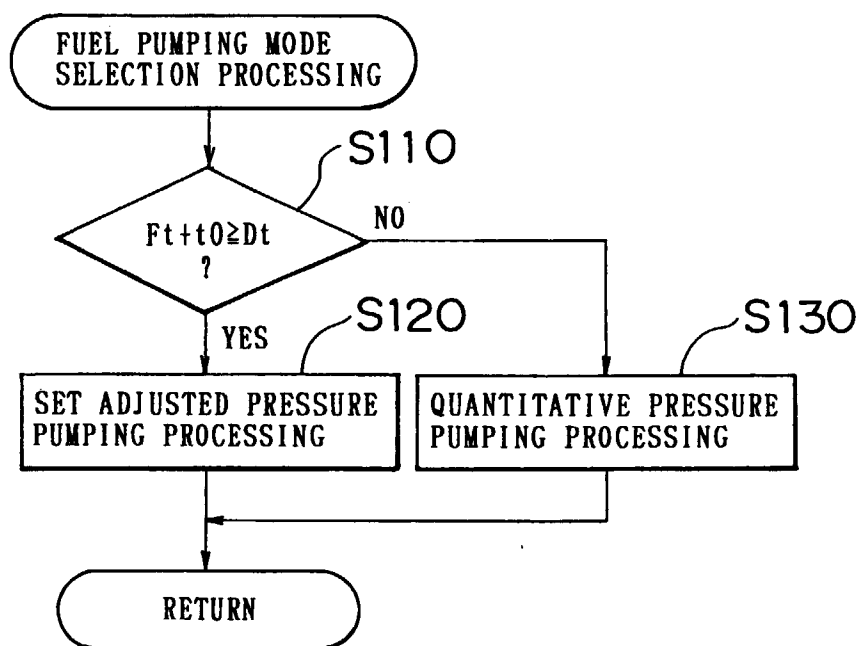 FUEL PUMPING MODE
SELECTION PROCESSING
S110
Ft+t0≧Dt
?
NO
YES
S120
S130
SET ADJUSTED PRESSURE
PUMPING PROCESSING
QUANTITATIVE PRESSURE
PUMPING PROCESSING
RETURN